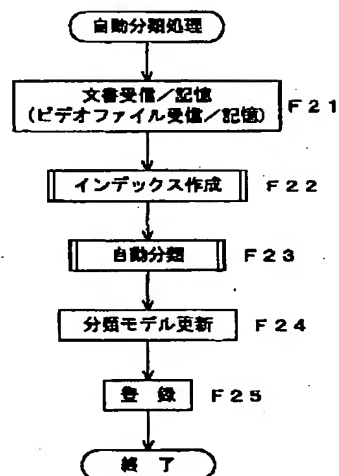 自動分類処理
文書受信／記憶
(ビデオファイル受信／記憶)
F21
インデックス作成
F22
自動分類
F23
分類モデル更新
F24
登 録
F25
終 了